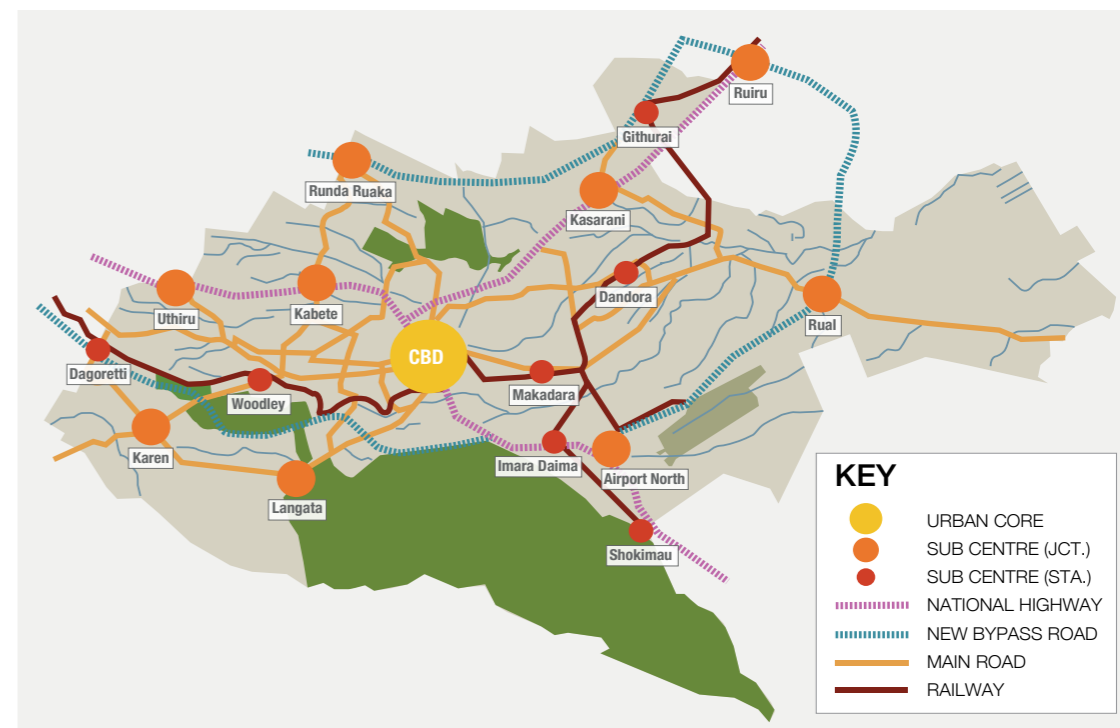 Ruiru
Githurai
Runda Ruaka
Kasarani
Uthiru
Kabete
Dandora
Rual
CBD
Dagoretti
Woodley
Makadara
Karen
Langata
Imara Daima
Airport North
Shokimau
KEY
URBAN CORE
SUB CENTRE (JCT.)
SUB CENTRE (STA.)
NATIONAL HIGHWAY
NEW BYPASS ROAD
MAIN ROAD
RAILWAY